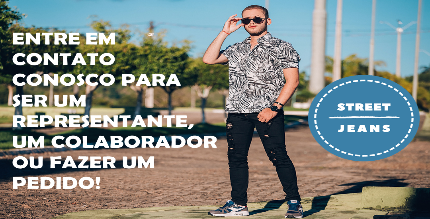 ENTRE EM
CONTATO
CONOSCO PARA
SER UM
REPRESENTANTE,
UM COLABORADOR
OU FAZER UM
PEDIDO!
STREET
JEANS